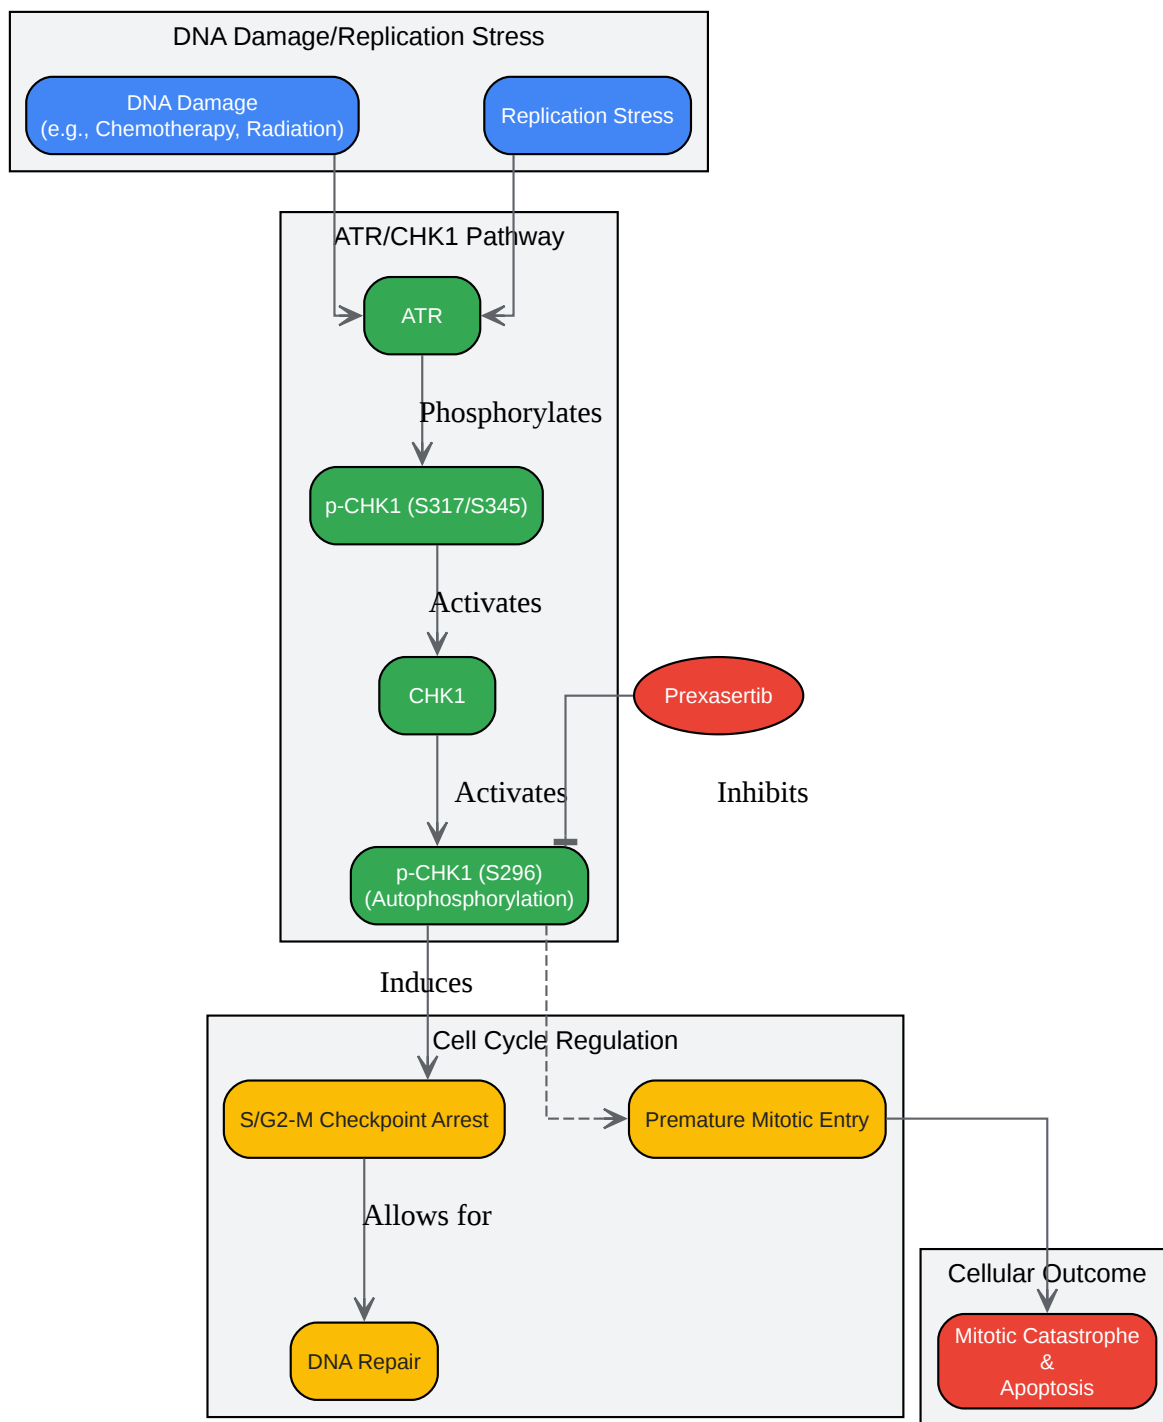 DNA Damage/Replication Stress
DNA Damage
(e.g., Chemotherapy, Radiation)
Replication Stress
ATR/CHK1 Pathway
ATR
Phosphorylates
p-CHK1 (S317/S345)
Activates
CHK1
Prexasertib
Activates
Inhibits
p-CHK1 (S296)
(Autophosphorylation)
Induces
Cell Cycle Regulation
S/G2-M Checkpoint Arrest
Premature Mitotic Entry
Allows for
DNA Repair
Cellular Outcome
Mitotic Catastrophe
&
Apoptosis